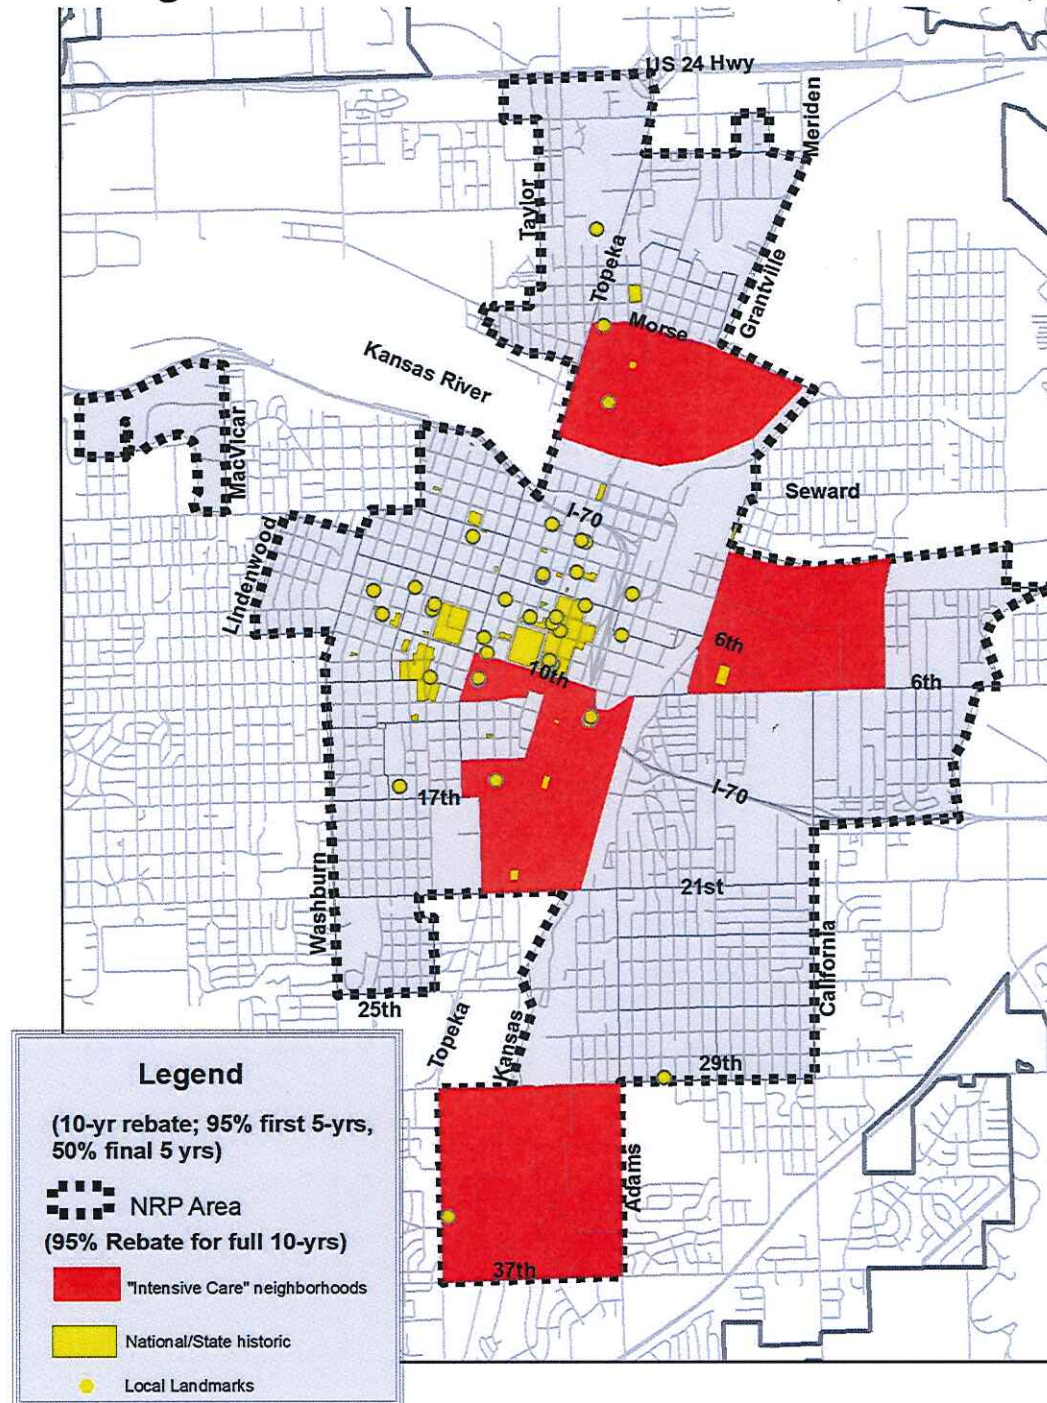 US 24 Hwy
Meriden
Taylor
Topeka
Grantville
Morse
Kansas River
MacVicar
Seward
I-70
Lindenwood
6th
10th
6th
17th
I-70
21st
Washburn
California
25th
Topeka
Kansas
29th
Adams
37th
Legend
(10-yr rebate; 95% first 5-yrs,
50% final 5 yrs)
NRP Area
(95% Rebate for full 10-yrs)
"Intensive Care" neighborhoods
National/State historic
Local Landmarks